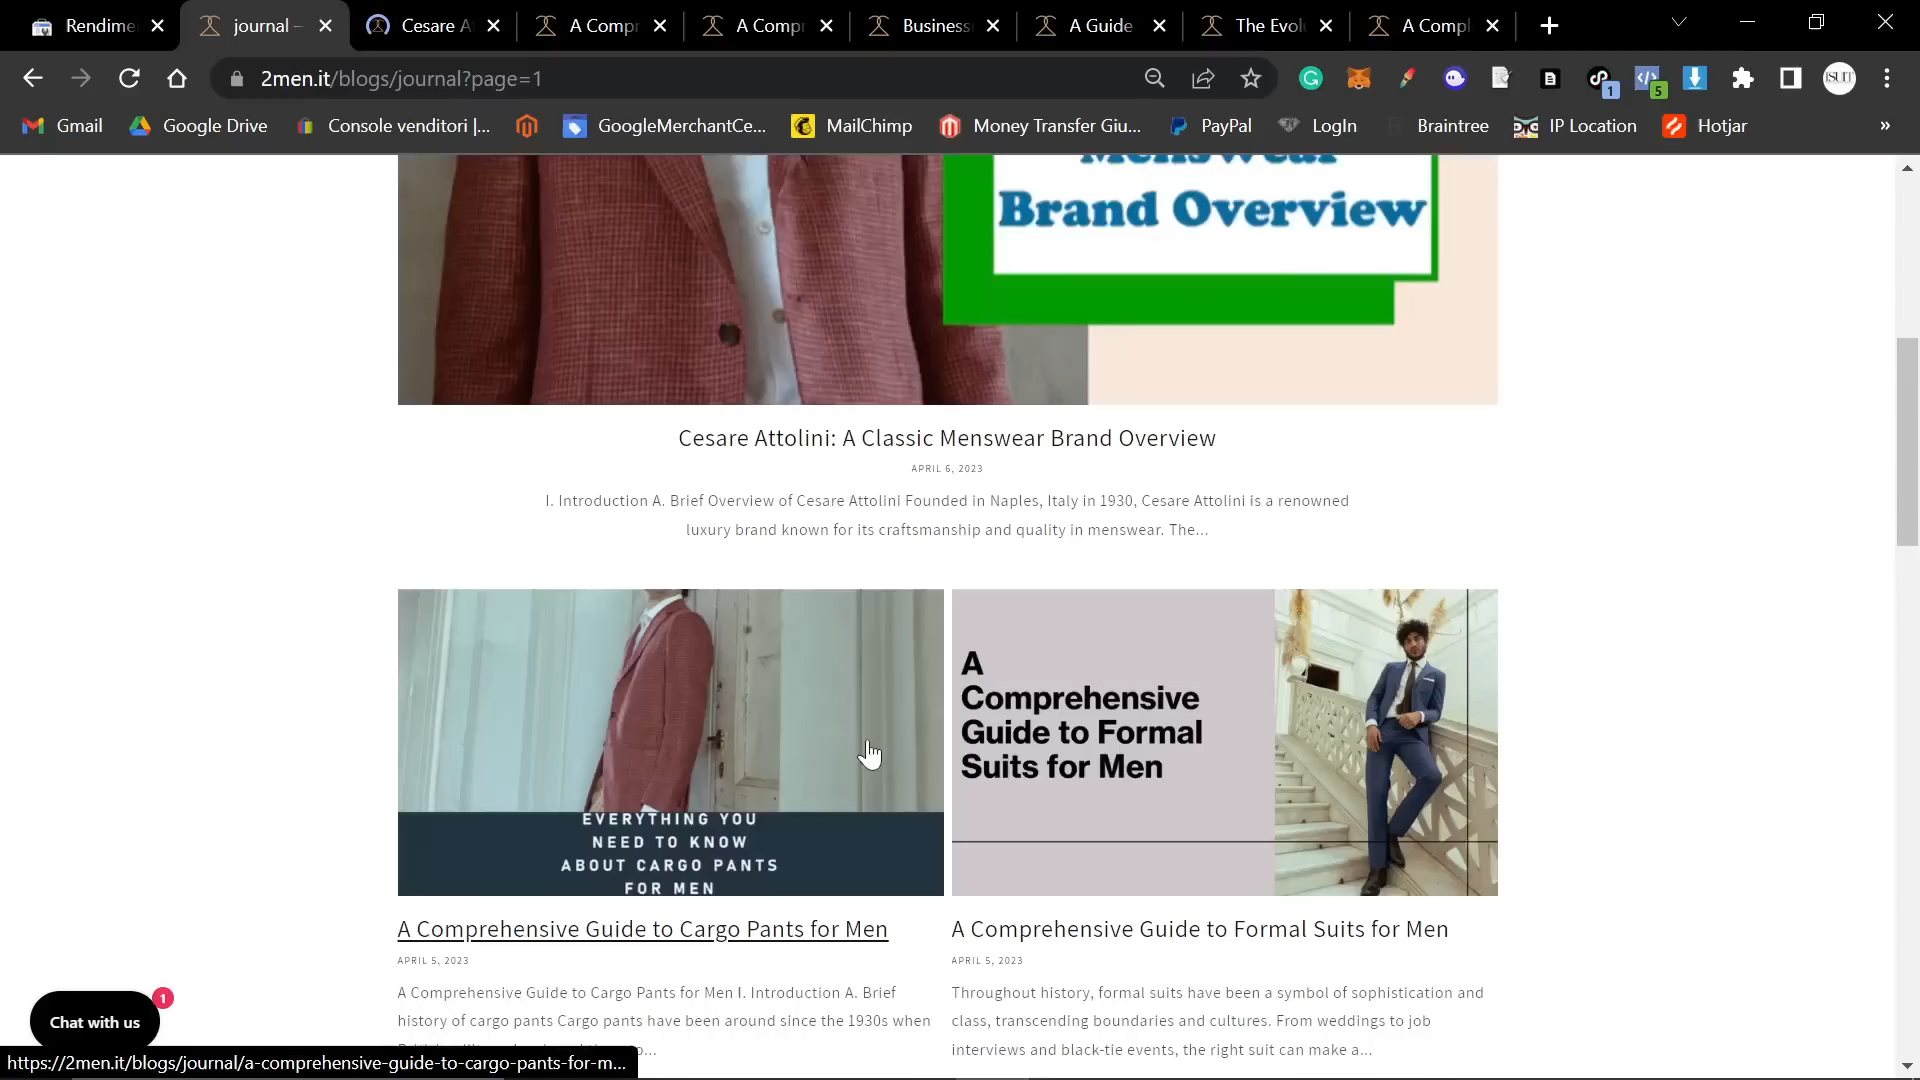 Rendime
journal –
Cesare A
A Compr
A Compr
Business
A Guide
The Evol
A Compl
2men.it/blogs/journal?page=1
1
5
ISUIT
Gmail
Google Drive
Console venditori |...
GoogleMerchantCe...
MailChimp
Money Transfer Giu...
PayPal
LogIn
Braintree
IP Location
Hotjar
»
Menswear
Brand Overview
Cesare Attolini: A Classic Menswear Brand Overview
APRIL 6, 2023
I. Introduction A. Brief Overview of Cesare Attolini Founded in Naples, Italy in 1930, Cesare Attolini is a renowned
luxury brand known for its craftsmanship and quality in menswear. The...
EVERYTHING YOU
NEED TO KNOW
ABOUT CARGO PANTS
FOR MEN
A Comprehensive Guide to Cargo Pants for Men
APRIL 5, 2023
A Comprehensive Guide to Cargo Pants for Men I. Introduction A. Brief
history of cargo pants Cargo pants have been around since the 1930s when
A
Comprehensive
Guide to Formal
Suits for Men
A Comprehensive Guide to Formal Suits for Men
APRIL 5, 2023
Throughout history, formal suits have been a symbol of sophistication and
class, transcending boundaries and cultures. From weddings to job
interviews and black-tie events, the right suit can make a...
Chat with us
1
https://2men.it/blogs/journal/a-comprehensive-guide-to-cargo-pants-for-m...